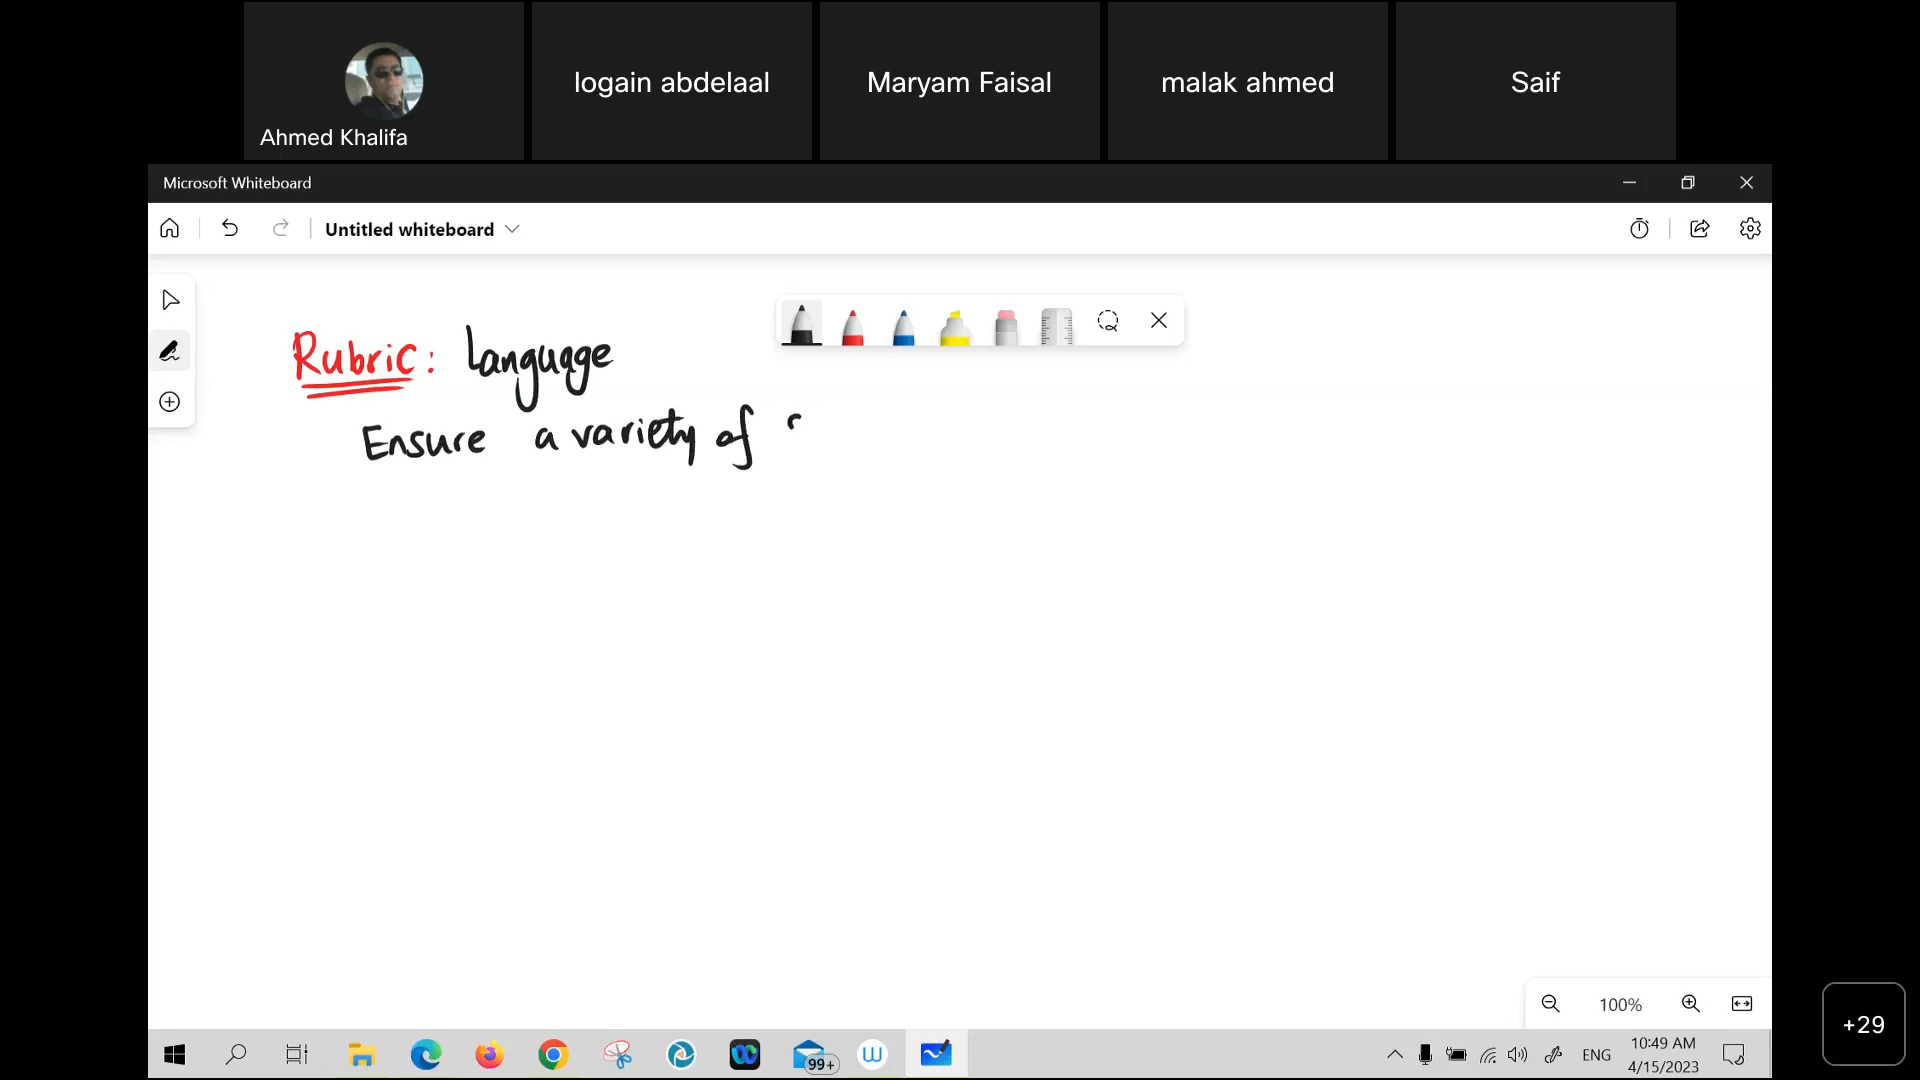 logain abdelaal
Maryam Faisal
malak ahmed
Saif
Ahmed Khalifa
Microsoft Whiteboard
Untitled whiteboard
Rubric: Language
Ensure a variety of
100%
+29
99+
ENG
10:49 AM
4/15/2023